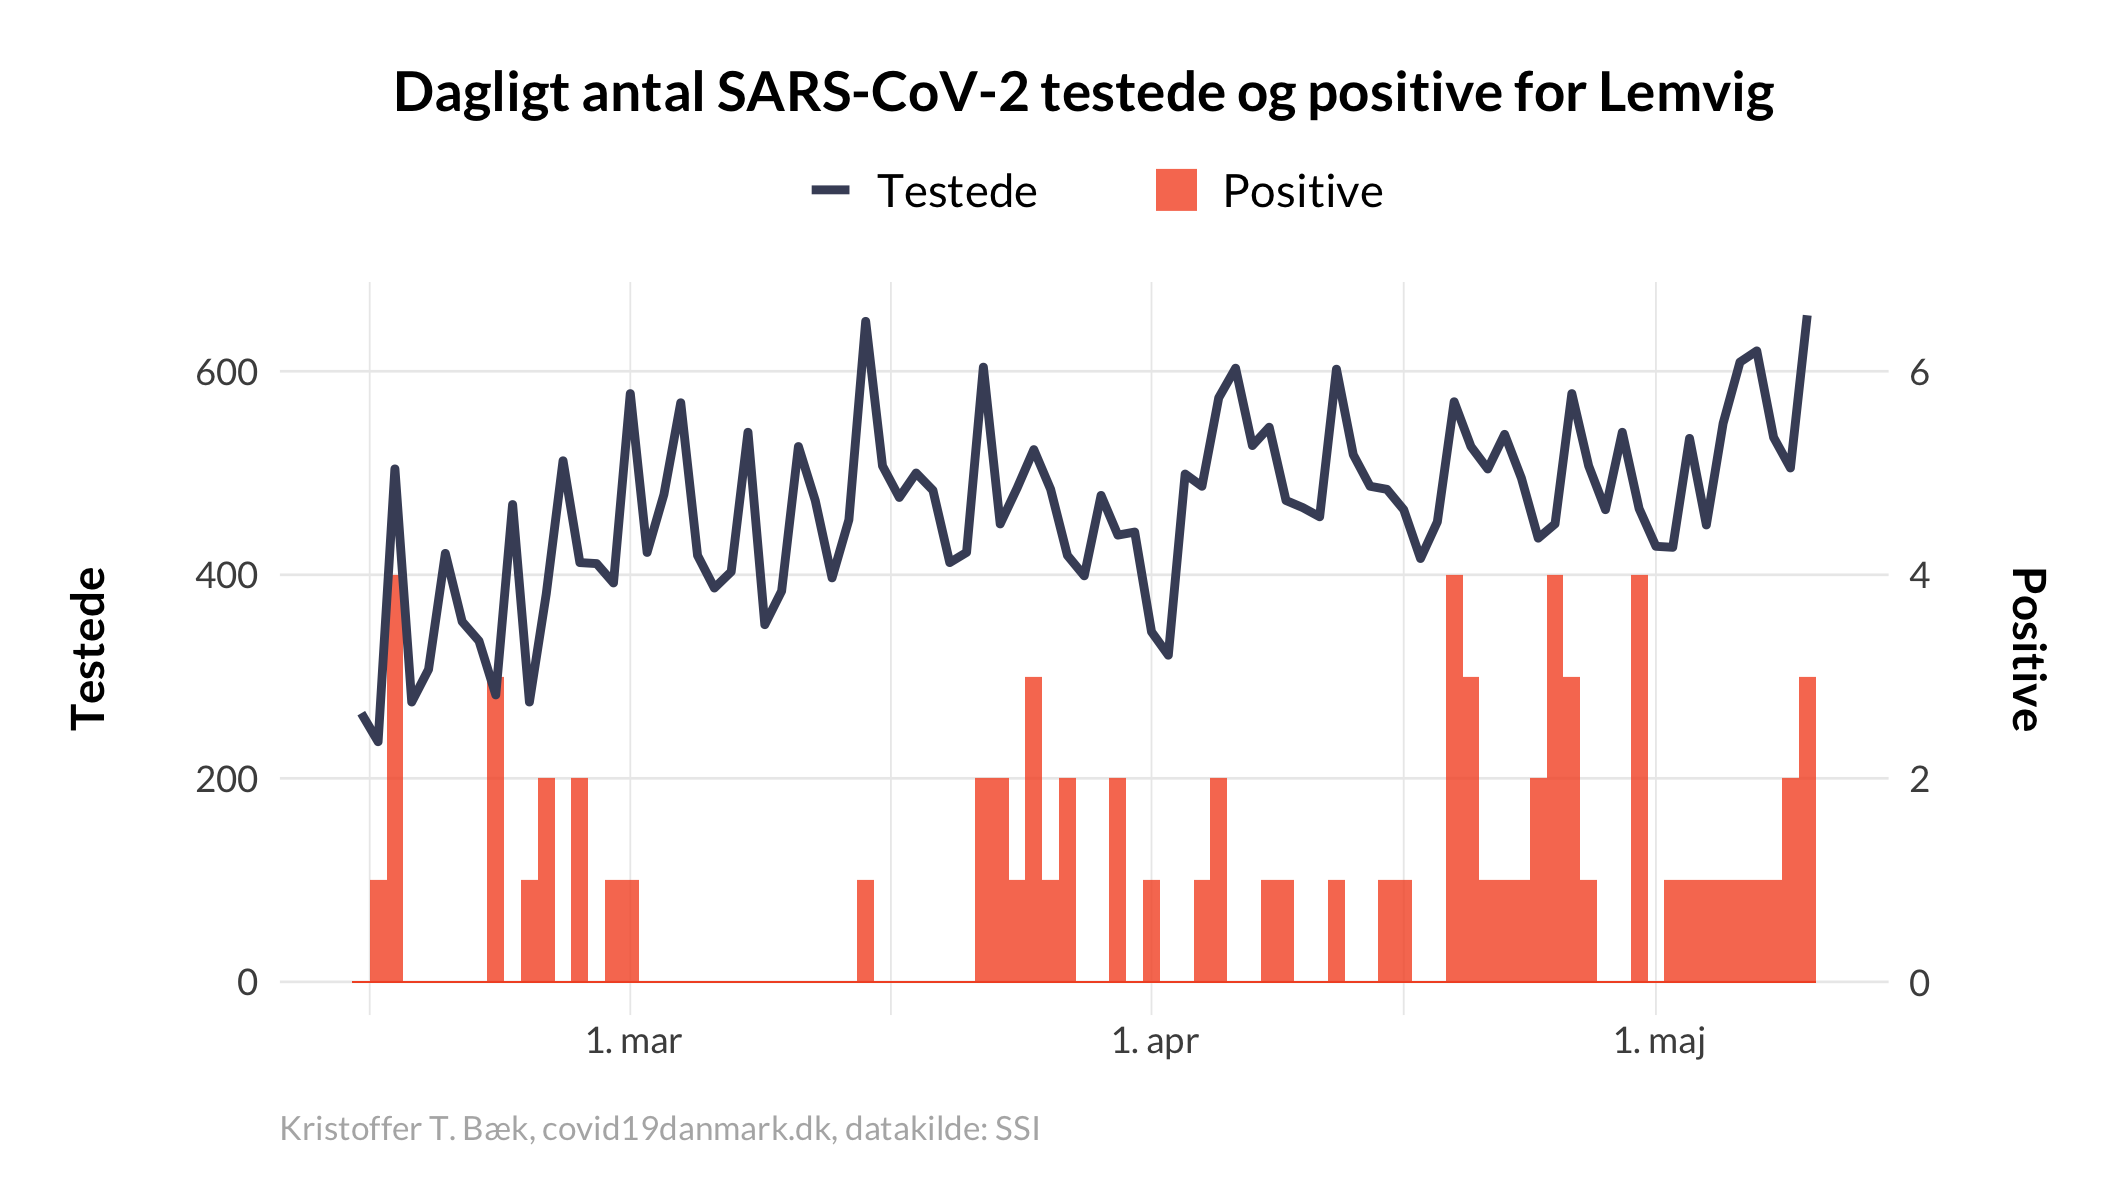 Dagligt antal SARS-CoV-2 testede og positive for Lemvig
Testede
Positive
600
400
200
0
6
4
2
0
Testede
Positive
1. mar
1. apr
1. maj
Kristoffer T. Bæk, covid19danmark.dk, datakilde: SSI